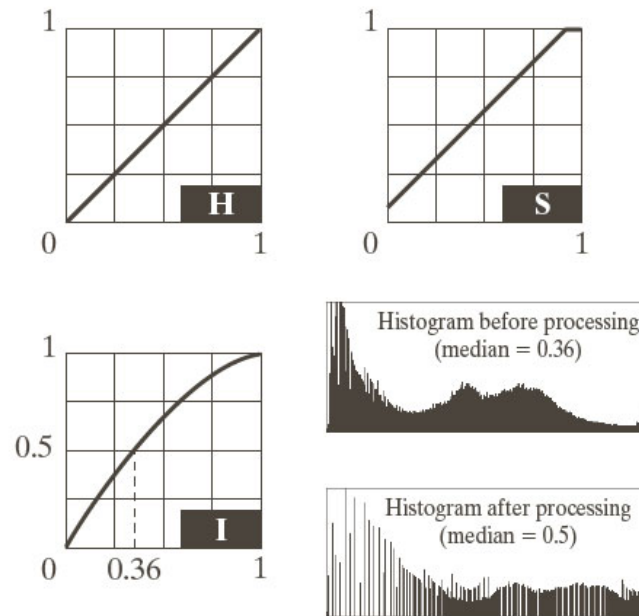 1
H
0
1
1
S
0
1
1
0.5
I
0
0.36
1
Histogram before processing
(median = 0.36)
Histogram after processing
(median = 0.5)